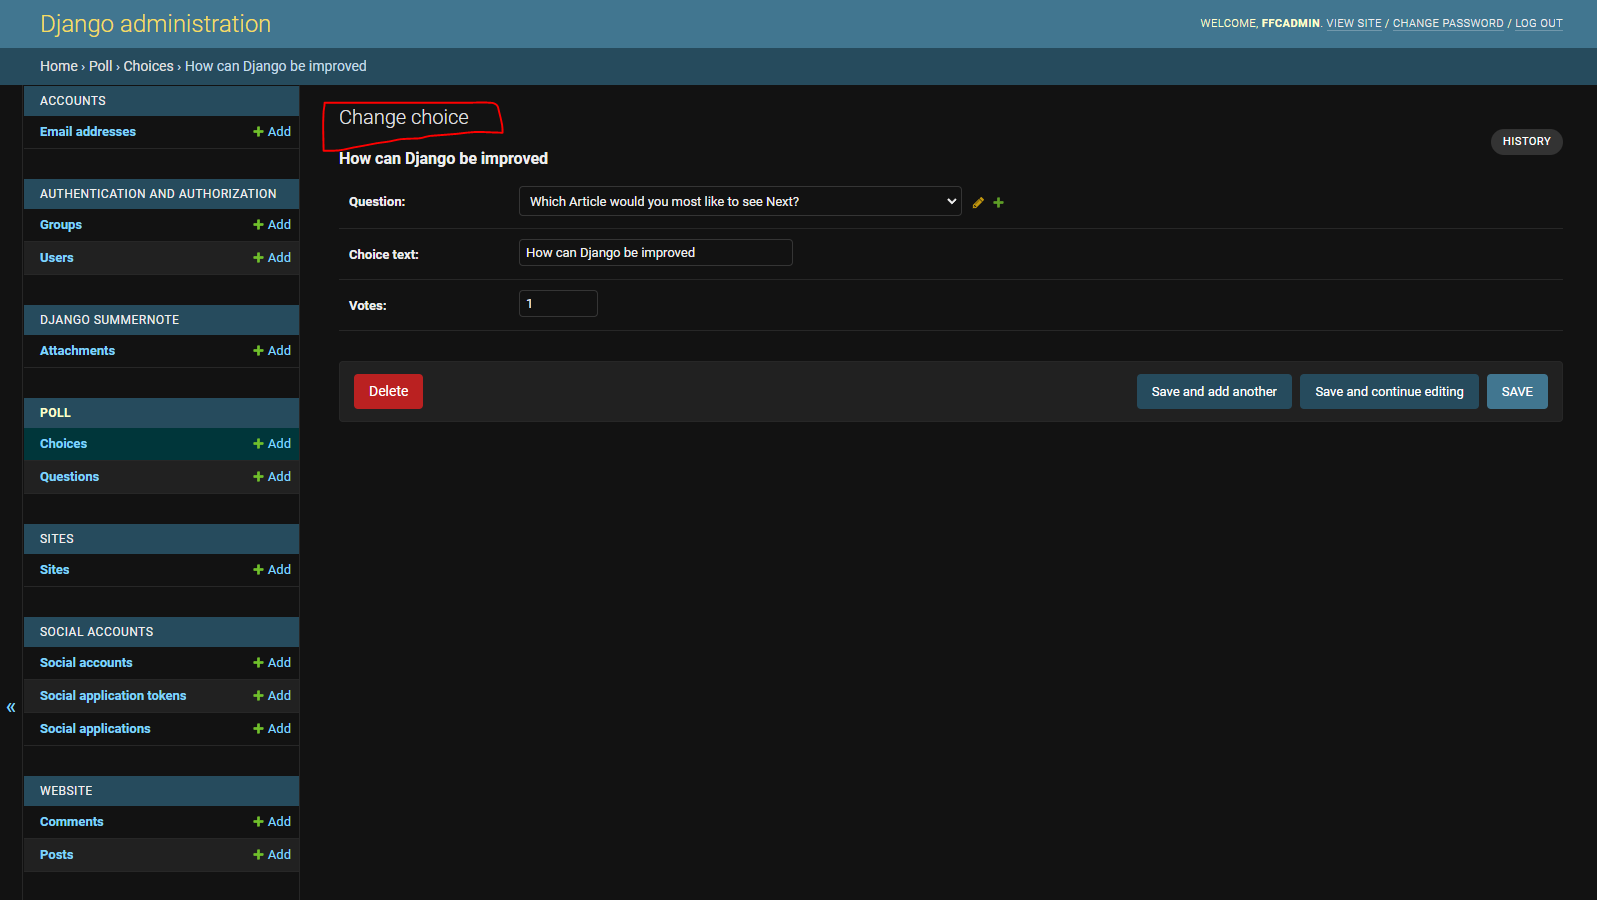 Django administration
WELCOME, FFCADMIN. VIEW SITE / CHANGE PASSWORD / LOG OUT
Home › Poll › Choices › How can Django be improved
ACCOUNTS
Email addresses + Add
AUTHENTICATION AND AUTHORIZATION
Groups + Add
Users + Add
DJANGO SUMMERNOTE
Attachments + Add
POLL
Choices + Add
Questions + Add
SITES
Sites + Add
SOCIAL ACCOUNTS
Social accounts + Add
Social application tokens + Add
Social applications + Add
WEBSITE
Comments + Add
Posts + Add
«
Change choice
HISTORY
How can Django be improved
Question: Which Article would you most like to see Next?
Choice text: How can Django be improved
Votes: 1
Delete Save and add another Save and continue editing SAVE